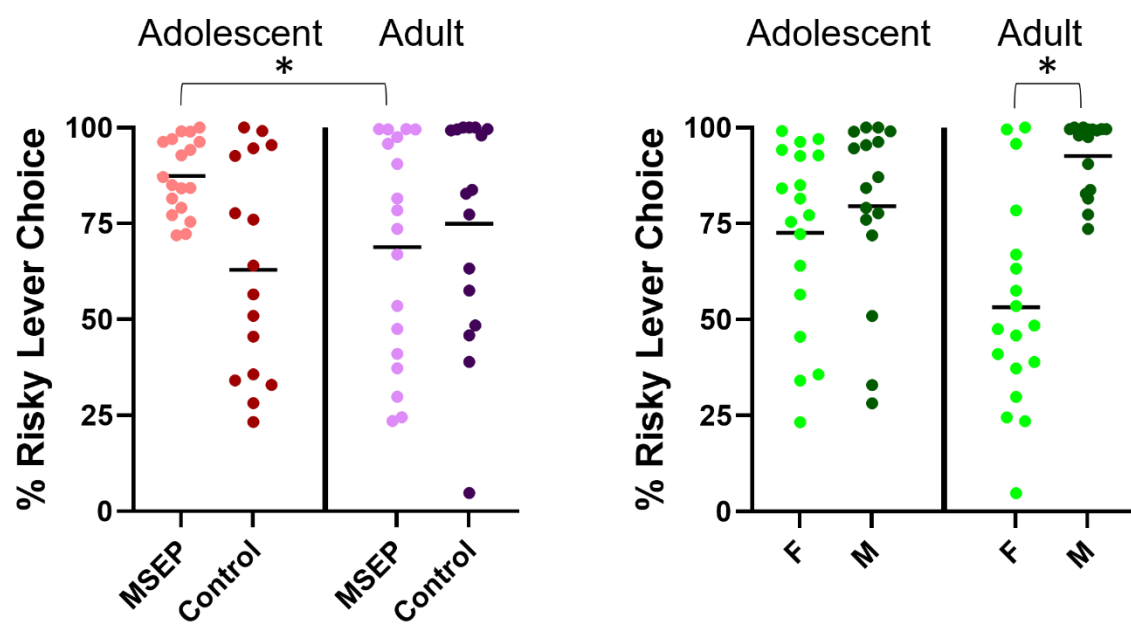 Adolescent Adult
*
% Risky Lever Choice
100
75
50
25
0
MSEP
Control
MSEP
Control
Adolescent Adult
*
% Risky Lever Choice
100
75
50
25
0
F
M
F
M